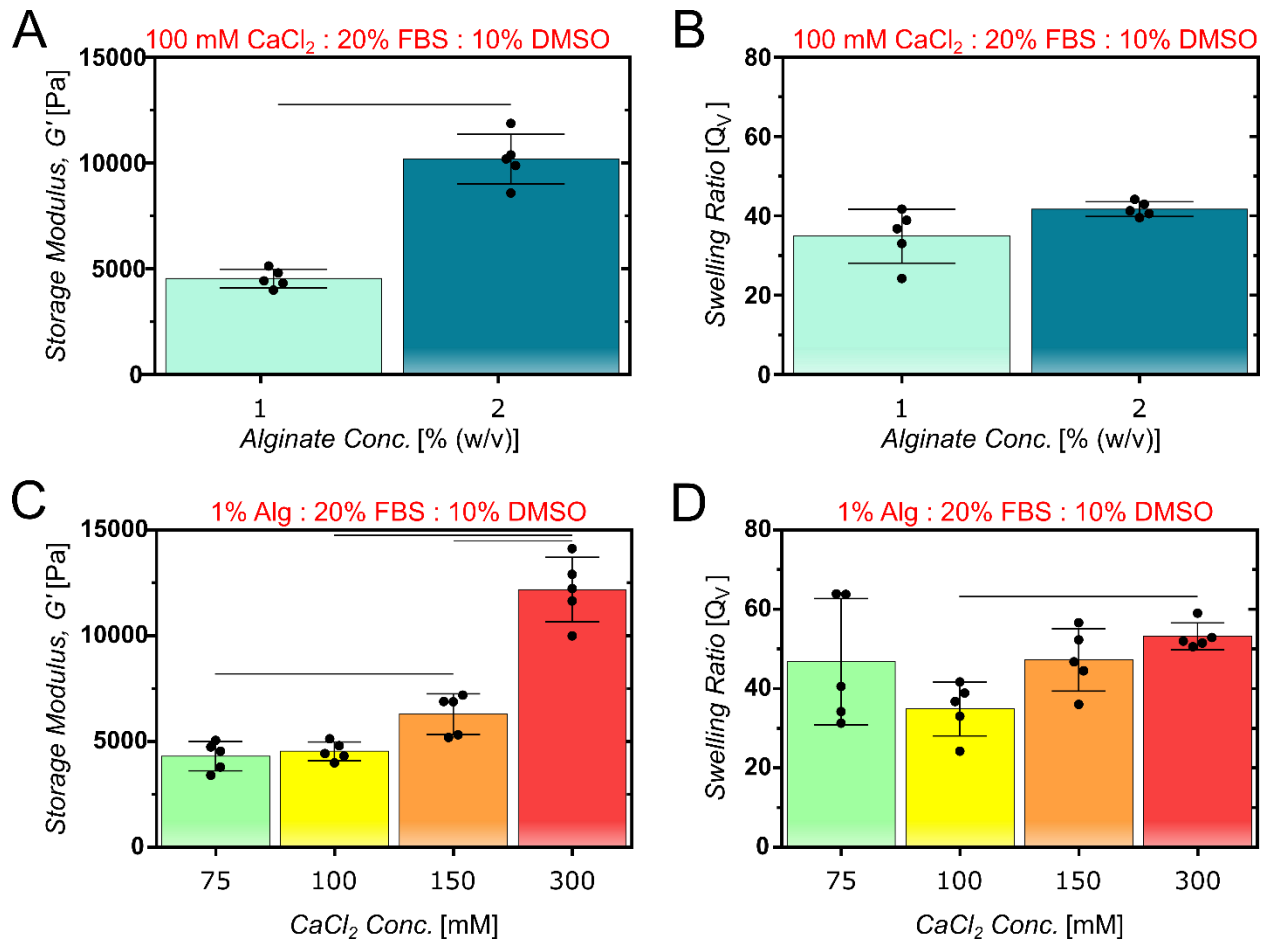 A
100 mM CaCl₂ : 20% FBS : 10% DMSO
Storage Modulus, G' [Pa]
15000
10000
5000
0
1 2
Alginate Conc. [% (w/v)]
B
100 mM CaCl₂ : 20% FBS : 10% DMSO
Swelling Ratio [Qᵥ]
80
60
40
20
0
1 2
Alginate Conc. [% (w/v)]
C
1% Alg : 20% FBS : 10% DMSO
Storage Modulus, G' [Pa]
15000
10000
5000
0
75 100 150 300
CaCl₂ Conc. [mM]
D
1% Alg : 20% FBS : 10% DMSO
Swelling Ratio [Qᵥ]
80
60
40
20
0
75 100 150 300
CaCl₂ Conc. [mM]